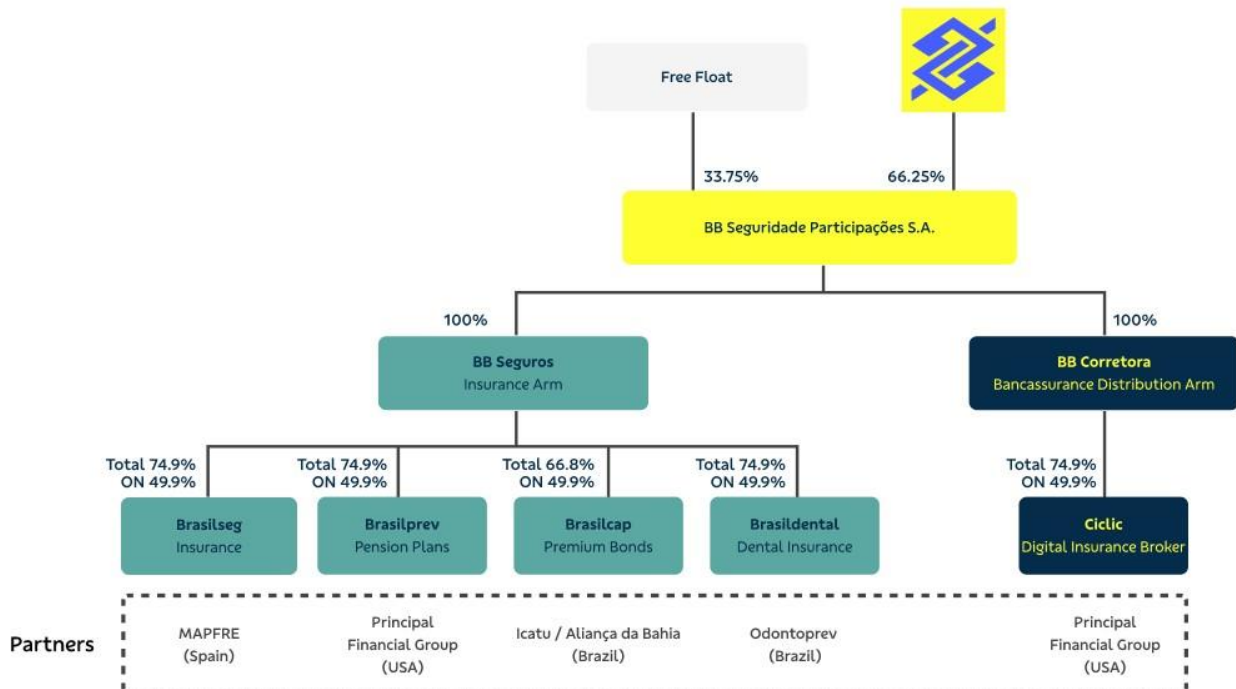 Free Float
33.75%
66.25%
BB Seguridade Participações S.A.
100%
100%
BB Seguros
Insurance Arm
BB Corretora
Bancassurance Distribution Arm
Total 74.9%
ON 49.9%
Total 74.9%
ON 49.9%
Total 66.8%
ON 49.9%
Total 74.9%
ON 49.9%
Total 74.9%
ON 49.9%
Brasilseg
Insurance
Brasilprev
Pension Plans
Brasilcap
Premium Bonds
Brasildental
Dental Insurance
Ciclic
Digital Insurance Broker
Partners
MAPFRE
(Spain)
Principal
Financial Group
(USA)
Icatu / Aliança da Bahia
(Brazil)
Odontoprev
(Brazil)
Principal
Financial Group
(USA)